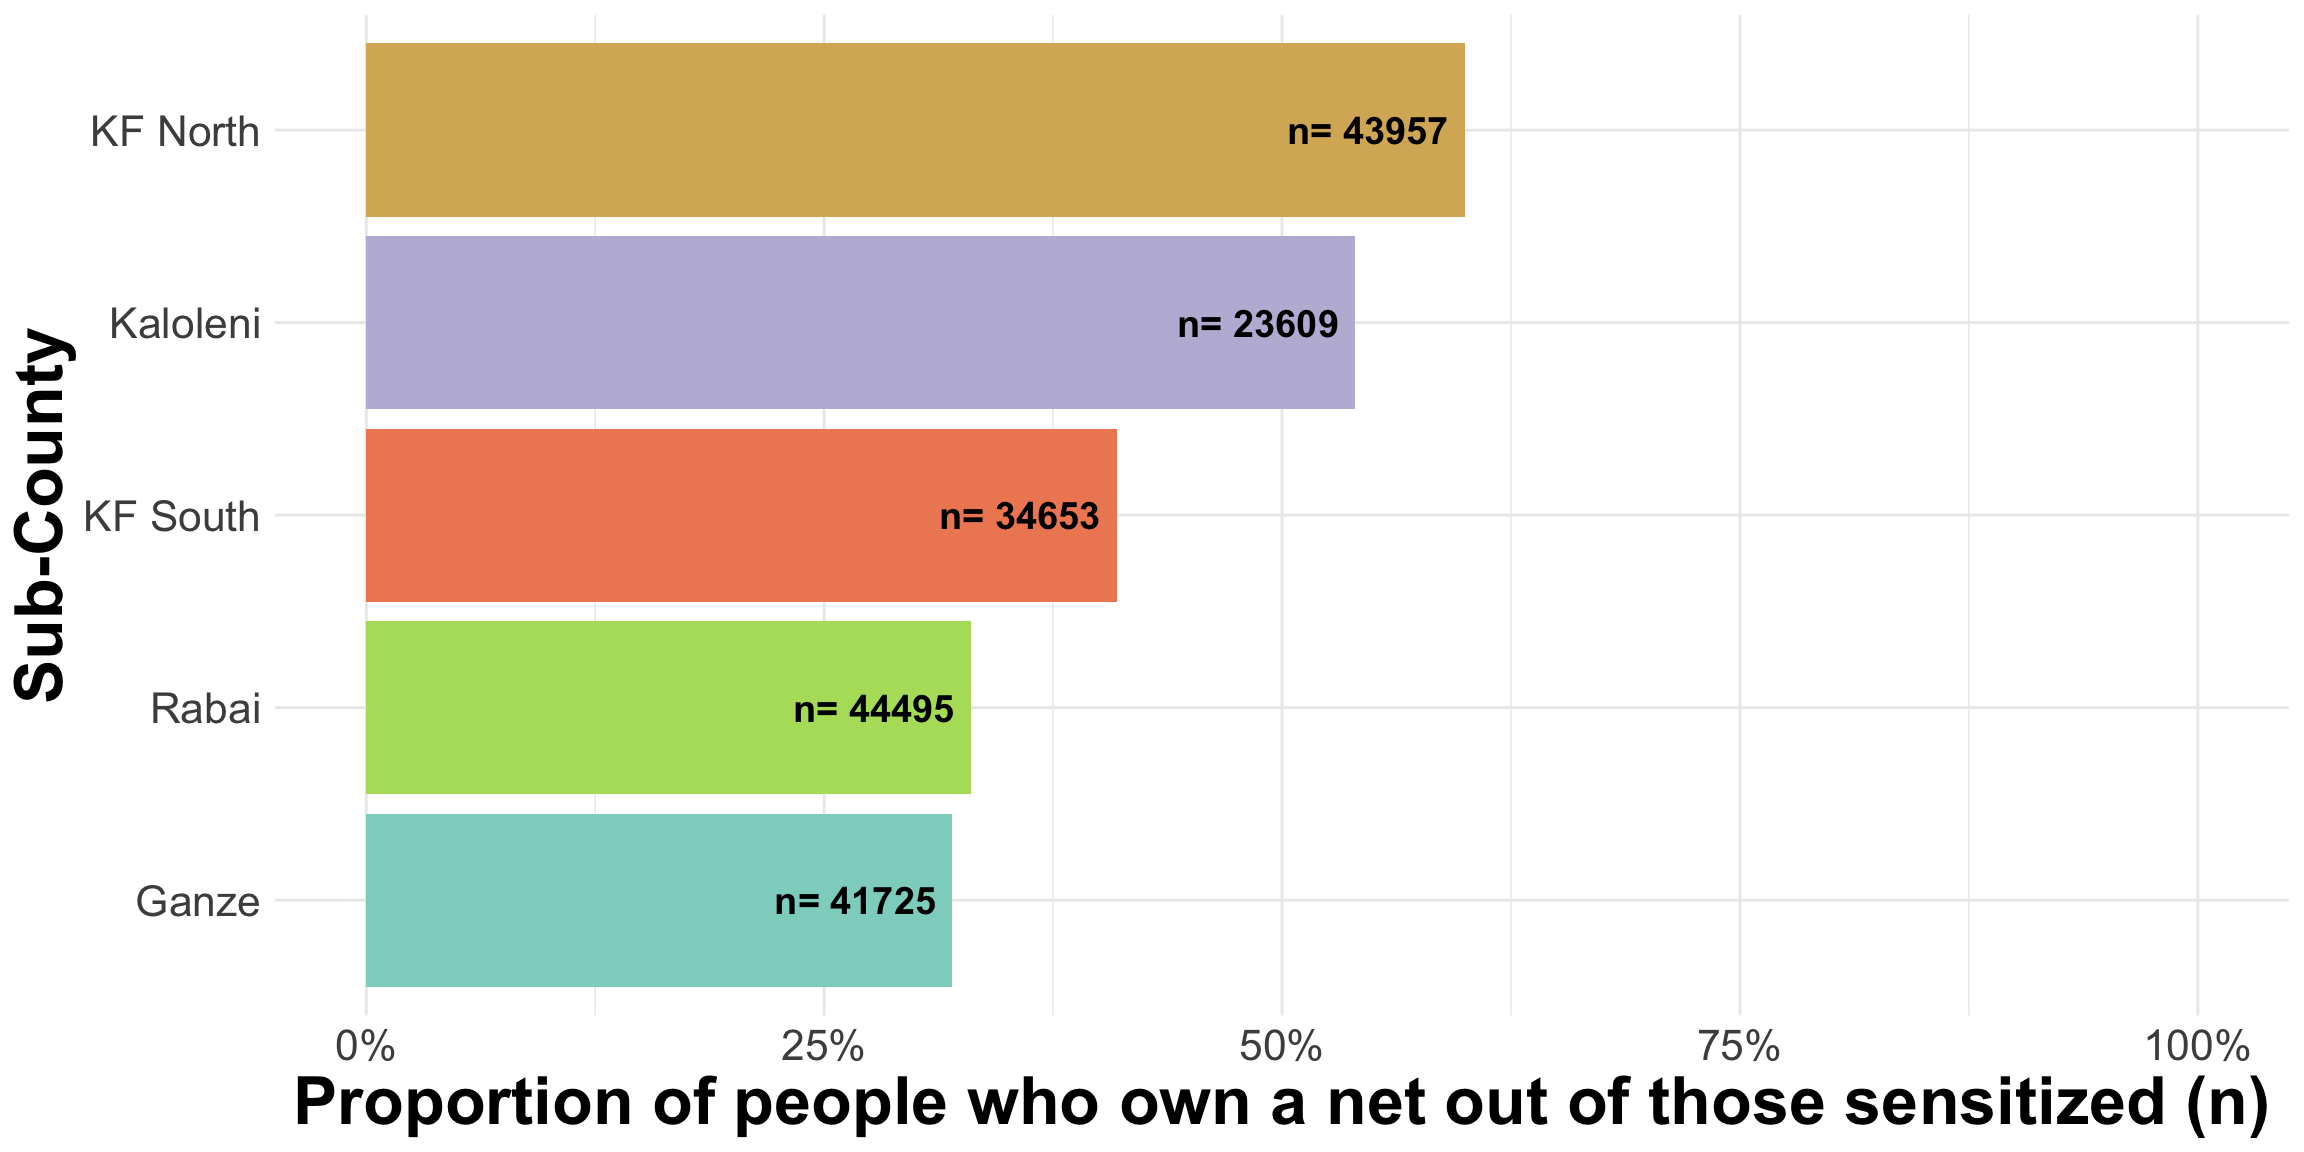 Sub-County
KF North
n= 43957
Kaloleni
n= 23609
KF South
n= 34653
Rabai
n= 44495
Ganze
n= 41725
0%
25%
50%
75%
100%
Proportion of people who own a net out of those sensitized (n)